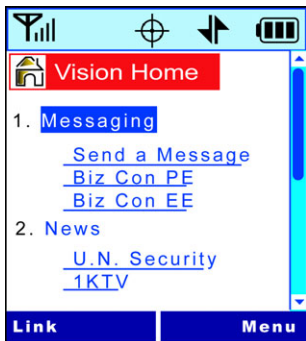 Vision Home
1. Messaging
Send a Message
Biz Con PE
Biz Con EE
2. News
U.N. Security
1KTV
Link Menu